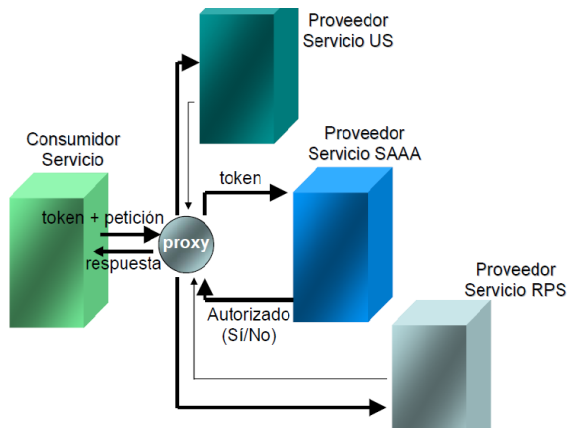 Proveedor
Servicio US
Consumidor
Servicio
Proveedor
Servicio SAAA
token
token + petición
proxy
respuesta
Autorizado
(Sí/No)
Proveedor
Servicio RPS